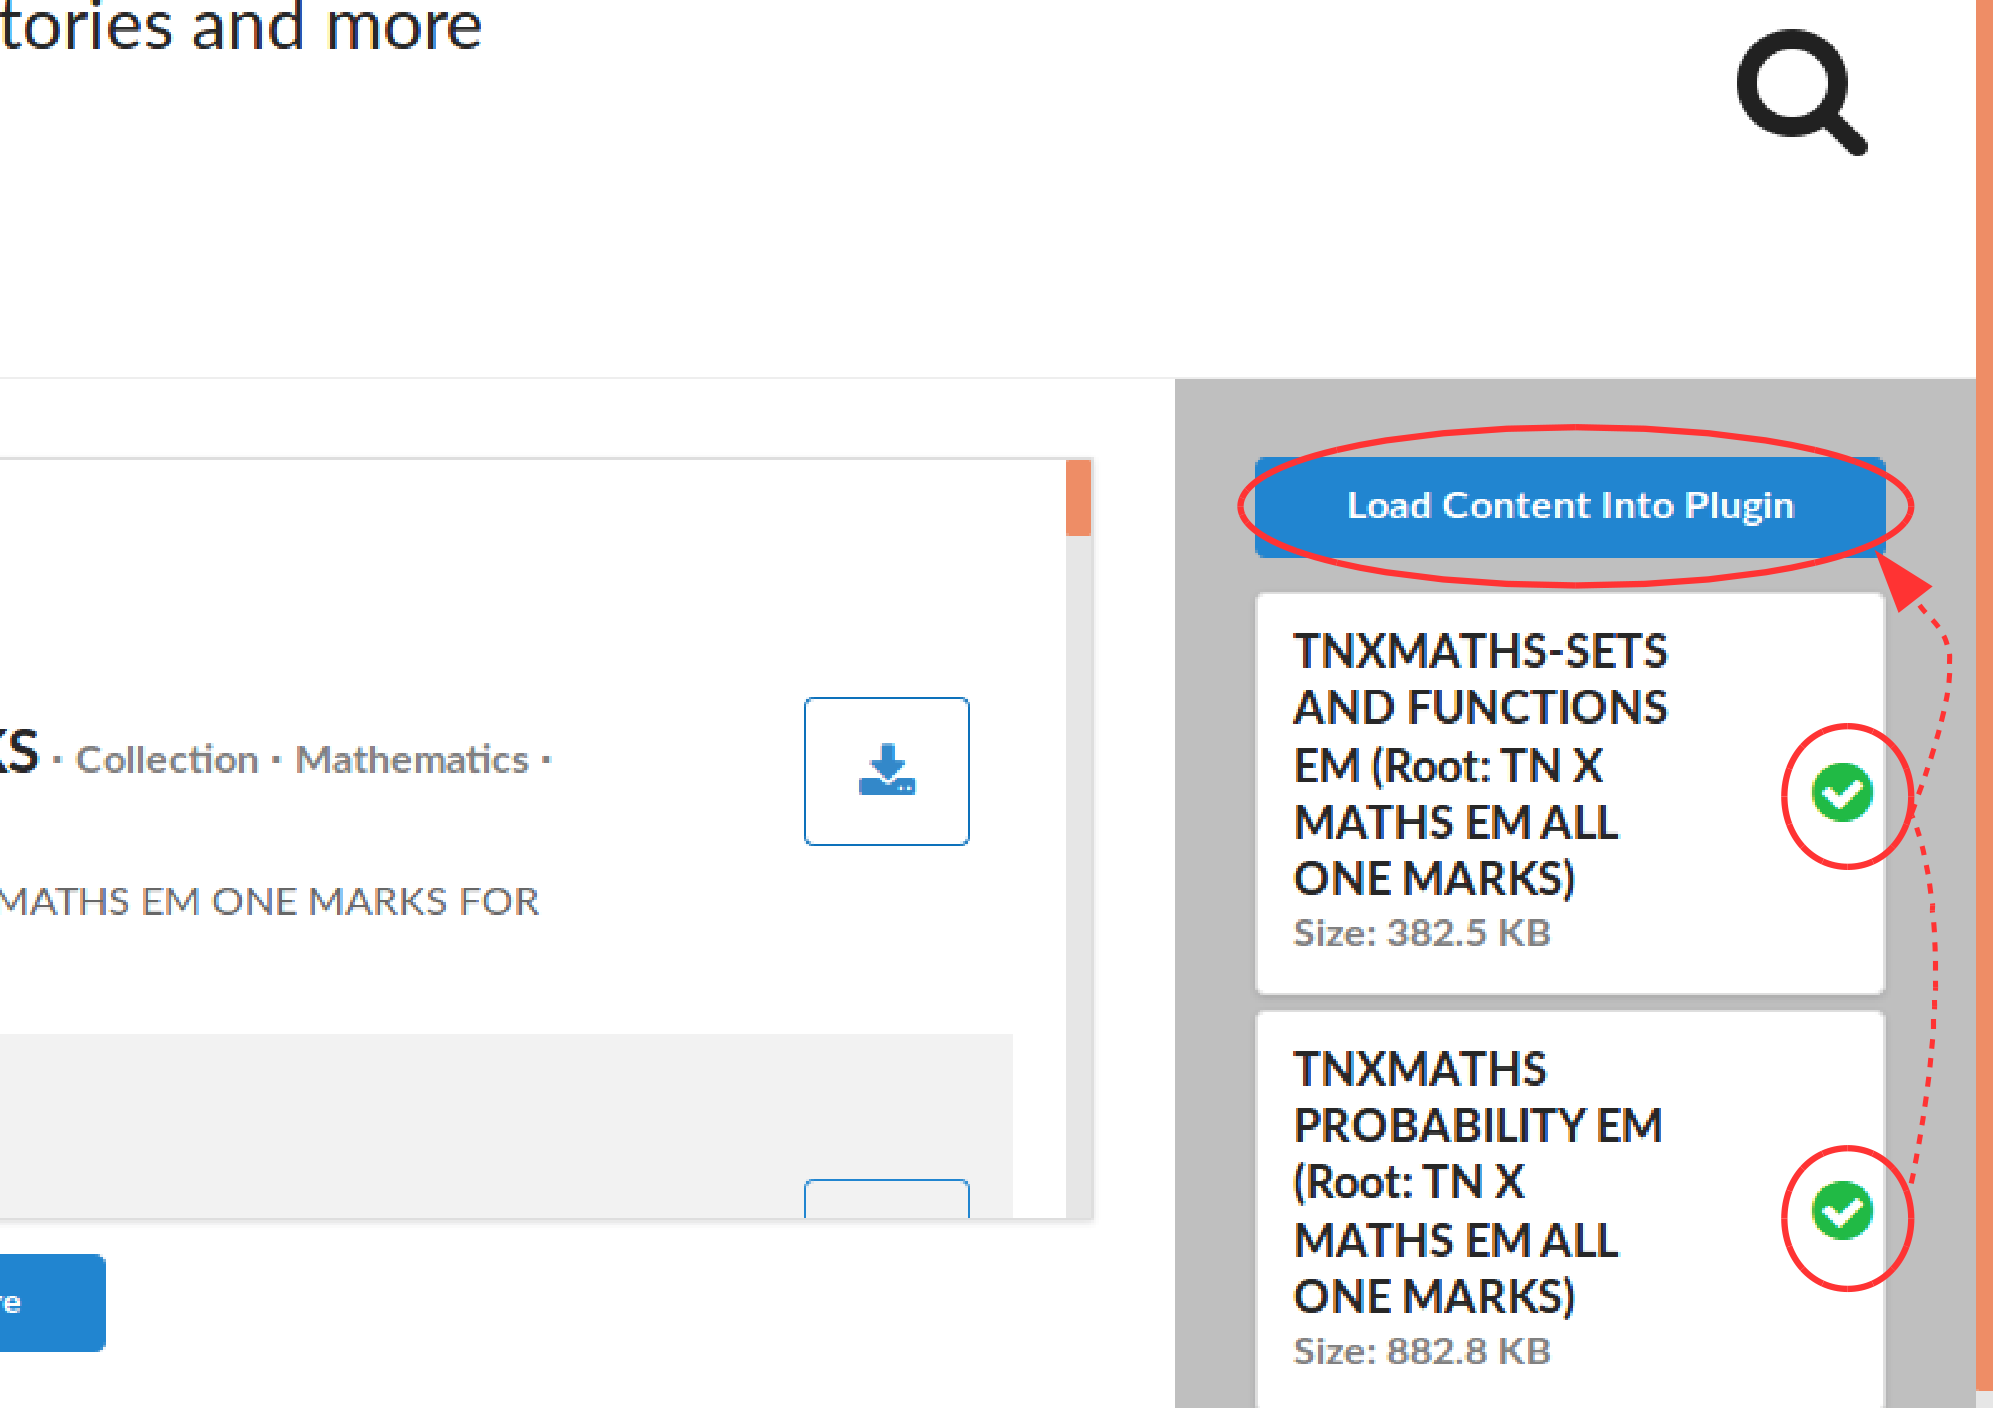 tories and more
Load Content Into Plugin
S · Collection · Mathematics ·
MATHS EM ONE MARKS FOR
re
TNXMATHS-SETS
AND FUNCTIONS
EM (Root: TN X
MATHS EM ALL
ONE MARKS)
Size: 382.5 KB
TNXMATHS
PROBABILITY EM
(Root: TN X
MATHS EM ALL
ONE MARKS)
Size: 882.8 KB